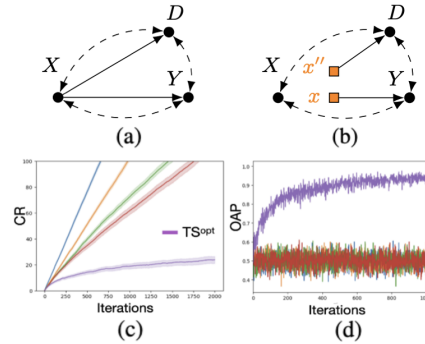 D
X
Y
(a)
D
X
x''
x
Y
(b)
CR
100
80
60
40
20
0
TSopt
0 250 500 750 1000 1250 1500 1750 2000
Iterations
(c)
OAP
1.0
0.9
0.8
0.7
0.6
0.5
0.4
0 200 400 600 800 1000
Iterations
(d)